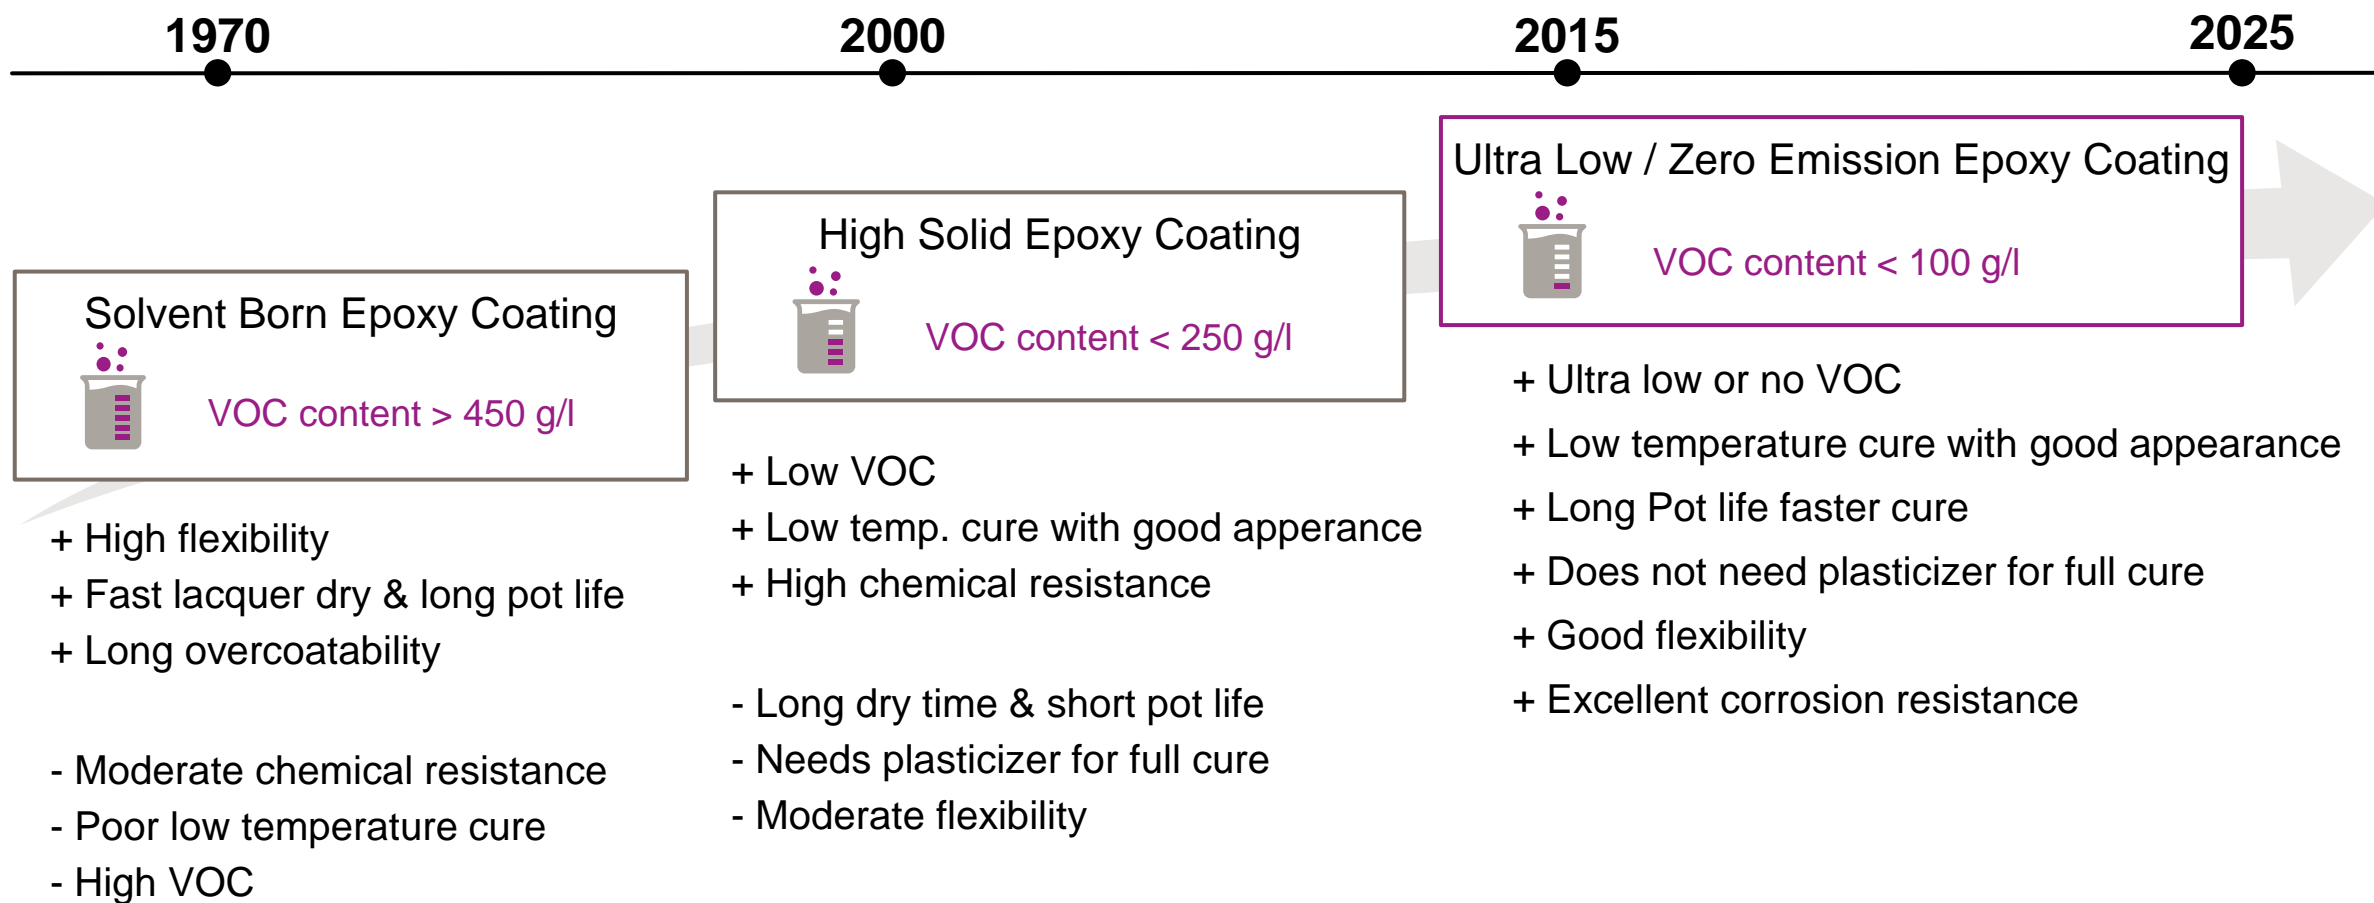 1970
2000
2015
2025
Solvent Born Epoxy Coating
VOC content > 450 g/l
+ High flexibility
+ Fast lacquer dry & long pot life
+ Long overcoatability
- Moderate chemical resistance
- Poor low temperature cure
- High VOC
High Solid Epoxy Coating
VOC content < 250 g/l
+ Low VOC
+ Low temp. cure with good apperance
+ High chemical resistance
- Long dry time & short pot life
- Needs plasticizer for full cure
- Moderate flexibility
Ultra Low / Zero Emission Epoxy Coating
VOC content < 100 g/l
+ Ultra low or no VOC
+ Low temperature cure with good appearance
+ Long Pot life faster cure
+ Does not need plasticizer for full cure
+ Good flexibility
+ Excellent corrosion resistance